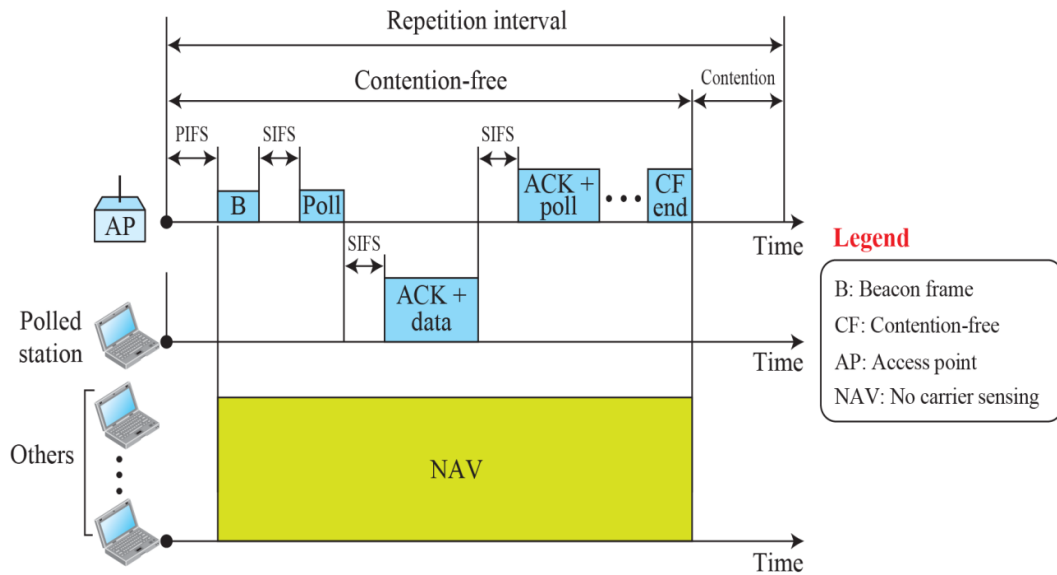 Repetition interval
Contention-free
Contention
PIFS
SIFS
SIFS
B
Poll
ACK +
poll
CF
end
AP
Time
SIFS
ACK +
data
Polled
station
Time
Others
NAV
Time
Legend
B: Beacon frame
CF: Contention-free
AP: Access point
NAV: No carrier sensing